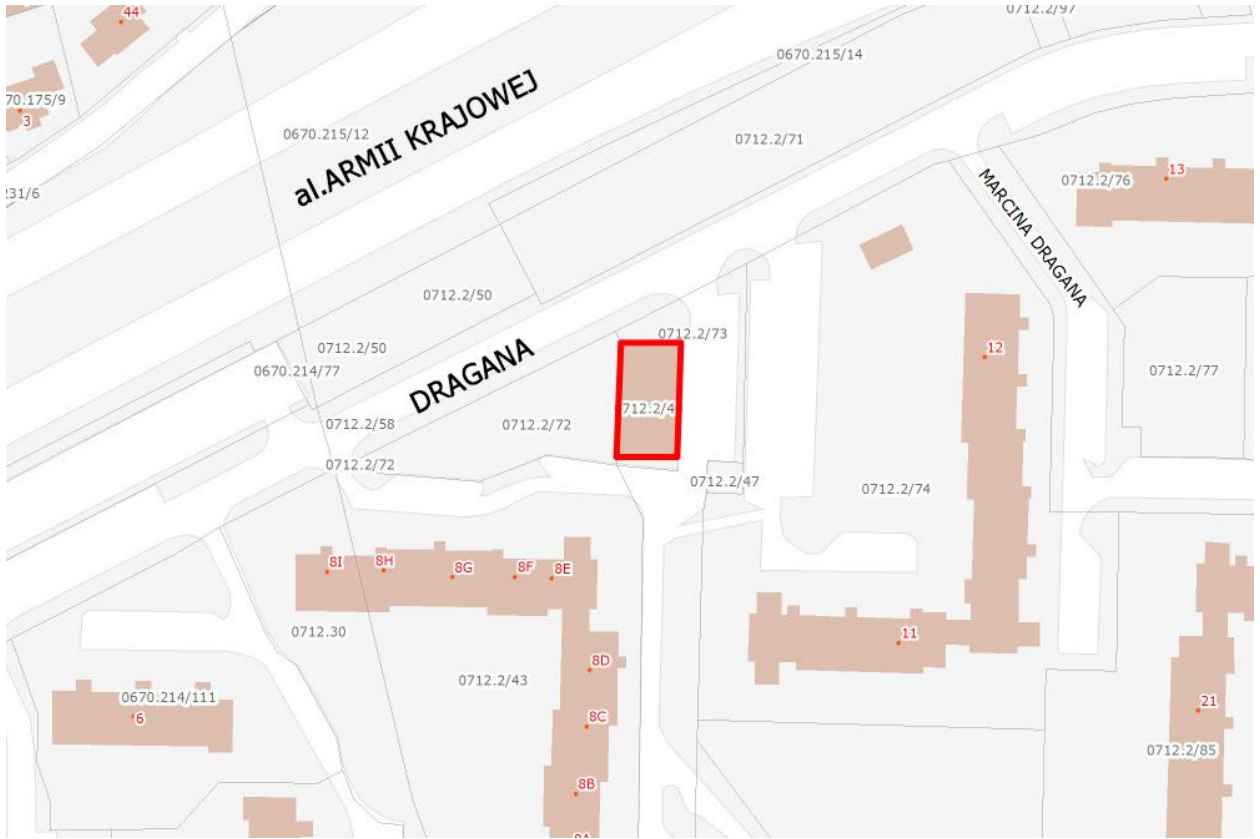 44
0712.2/97
0670.215/14
70.175/9
3
0670.215/12
al.ARMII KRAJOWEJ
0712.2/71
231/6
0712.2/76
13
MARCINA DRAGANA
0712.2/50
0712.2/73
0712.2/50
12
0670.214/77
DRAGANA
0712.2/77
0712.2/4
0712.2/58
0712.2/72
0712.2/72
0712.2/47
0712.2/74
8I
8H
8G
8F
8E
0712.30
11
8D
0712.2/43
0670.214/111
6
8C
21
0712.2/85
8B
8A